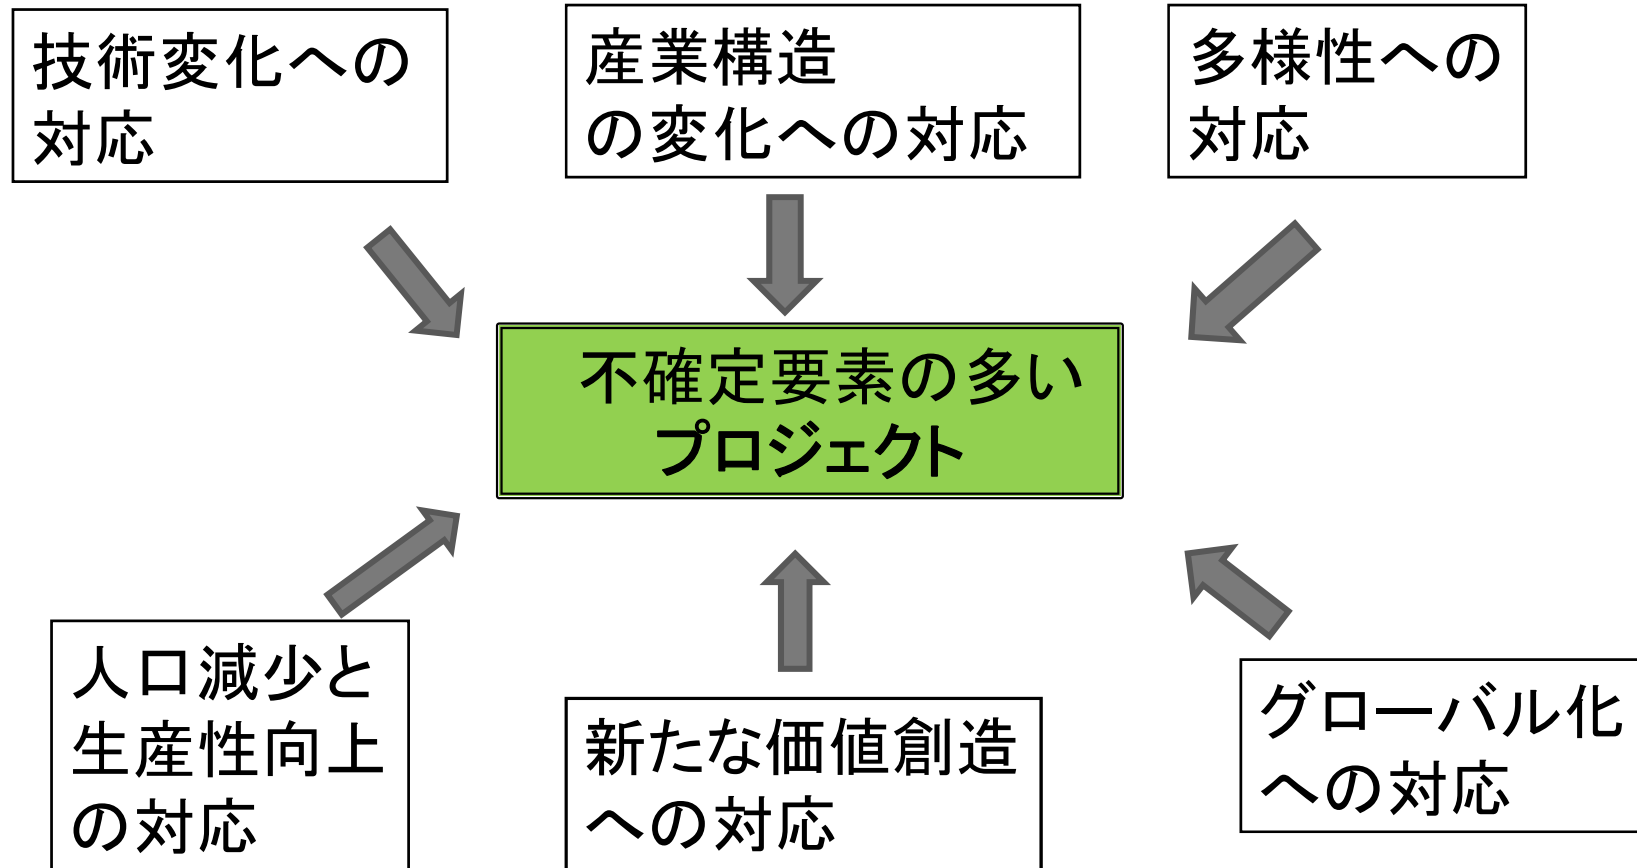 技術変化への
対応
産業構造
の変化への対応
多様性への
対応
不確定要素の多い
プロジェクト
人口減少と
生産性向上
の対応
新たな価値創造
への対応
グローバル化
への対応